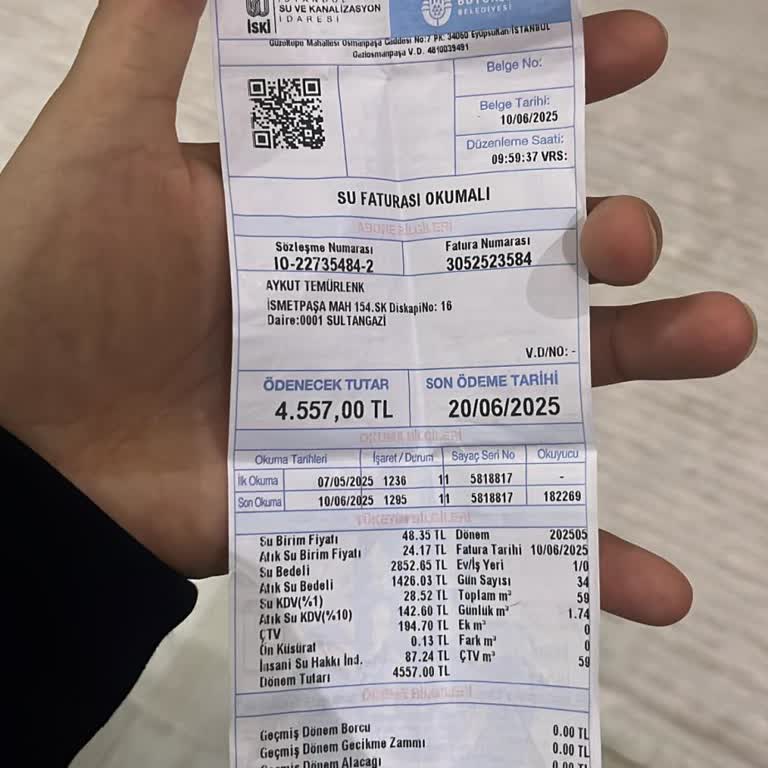 SU VE KANALİZASYON
İSKİ
İDARESİ
BELEDİYESİ
Güzeltepe Mahallesi Osmanpaşa Caddesi No:7 PK. 34060 Eyüpsultan/İSTANBUL
Gaziosmanpaşa V.D. 4810039491
Belge No:
Belge Tarihi:
10/06/2025
Düzenleme Saati:
09:59:37 VRS:
SU FATURASI OKUMALI
ABONE BİLGİLERİ
Sözleşme Numarası Fatura Numarası
IO-22735484-2 3052523584
AYKUT TEMÜRLENK
İSMETPAŞA MAH 154.SK DiskapiNo: 16
Daire:0001 SULTANGAZİ
V.D/NO: -
ÖDENECEK TUTAR SON ÖDEME TARİHİ
4.557,00 TL 20/06/2025
OKUMA BİLGİLERİ
Okuma Tarihleri İşaret / Durum Sayaç Seri No Okuyucu
İlk Okuma 07/05/2025 1236 11 5818817 -
Son Okuma 10/06/2025 1295 11 5818817 182269
TÜKETİM BİLGİLERİ
Su Birim Fiyatı 48.35 TL Dönem 202505
Atık Su Birim Fiyatı 24.17 TL Fatura Tarihi 10/06/2025
Su Bedeli 2852.65 TL Ev/İş Yeri 1/0
Atık Su Bedeli 1426.03 TL Gün Sayısı 34
Su KDV(%1) 28.52 TL Toplam m³ 59
Atık Su KDV(%10) 142.60 TL Günlük m³ 1.74
ÇTV 194.70 TL Ek m³ 0
Ön Küsürat 0.13 TL Fark m³ 0
İnsani Su Hakkı İnd. 87.24 TL ÇTV m³ 59
Dönem Tutarı 4557.00 TL
ÖDEME BİLGİLERİ
Geçmiş Dönem Borcu 0.00 TL
Geçmiş Dönem Gecikme Zammı 0.00 TL
Geçmiş Dönem Alacağı 0.00 TL